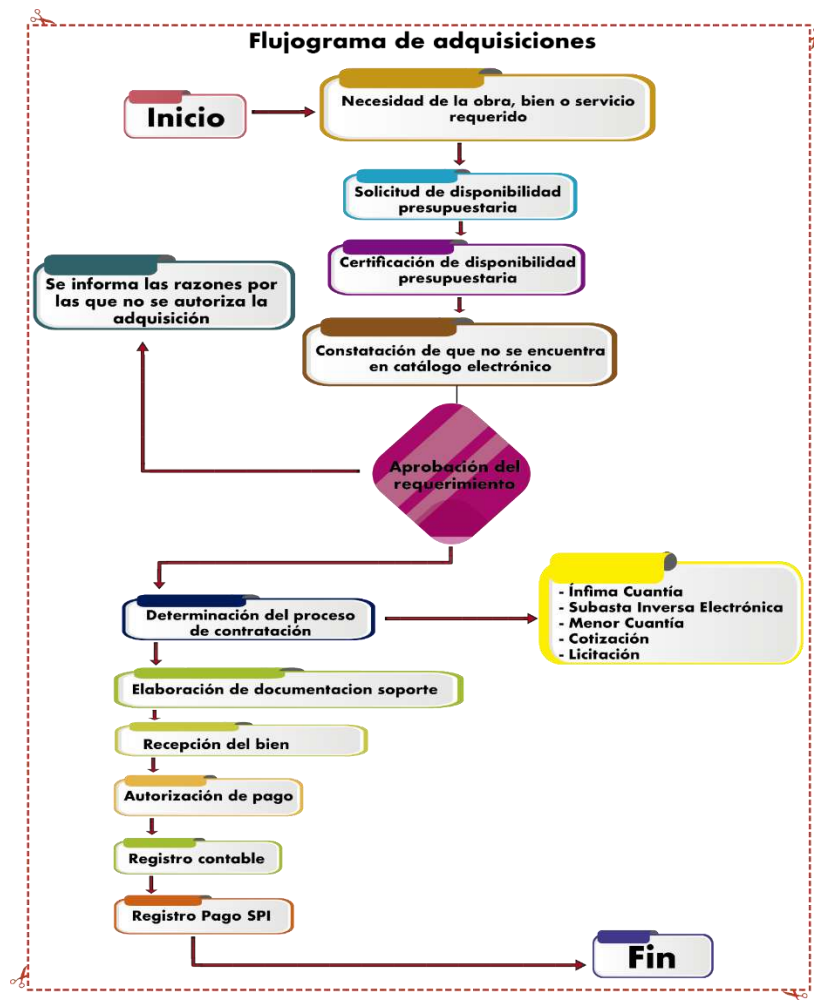 Flujograma de adquisiciones
Inicio
Necesidad de la obra, bien o servicio
requerido
Solicitud de disponibilidad
presupuestaria
Certificación de disponibilidad
presupuestaria
Se informa las razones por
las que no se autoriza la
adquisición
Constatación de que no se encuentra
en catálogo electrónico
Aprobación del
requerimiento
Determinación del proceso
de contratación
- Ínfima Cuantía
- Subasta Inversa Electrónica
- Menor Cuantía
- Cotización
- Licitación
Elaboración de documentacion soporte
Recepción del bien
Autorización de pago
Registro contable
Registro Pago SPI
Fin